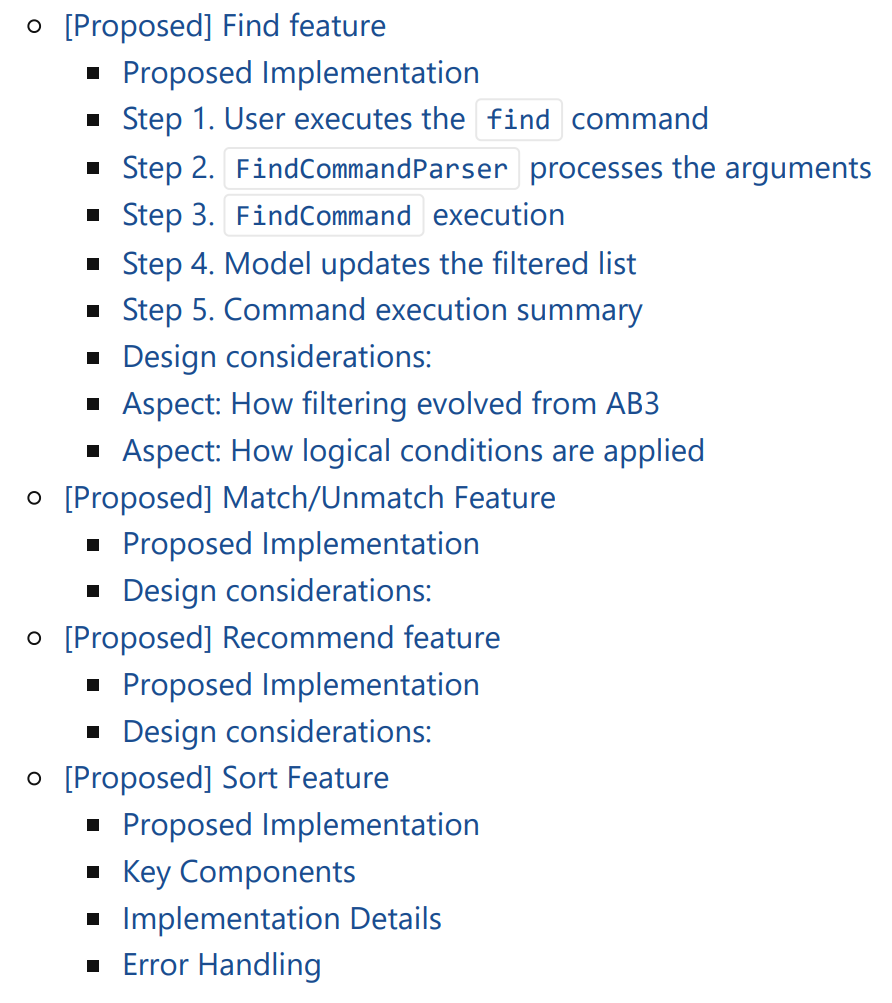 [Proposed] Find feature
Proposed Implementation
Step 1. User executes the find command
Step 2. FindCommandParser processes the arguments
Step 3. FindCommand execution
Step 4. Model updates the filtered list
Step 5. Command execution summary
Design considerations:
Aspect: How filtering evolved from AB3
Aspect: How logical conditions are applied
[Proposed] Match/Unmatch Feature
Proposed Implementation
Design considerations:
[Proposed] Recommend feature
Proposed Implementation
Design considerations:
[Proposed] Sort Feature
Proposed Implementation
Key Components
Implementation Details
Error Handling